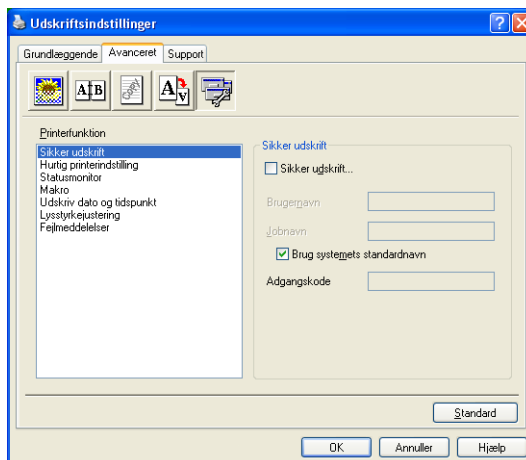 Udskriftsindstillinger
Grundlæggende Avanceret Support
A B
A A
Printerfunktion
Sikker udskrift
Hurtig printerindstilling
Statusmonitor
Makro
Udskriv dato og tidspunkt
Lysstyrkejustering
Fejlmeddelelser
Sikker udskrift
Sikker udskrift...
Brugernavn
Jobnavn
Brug systemets standardnavn
Adgangskode
Standard
OK Annuller Hjælp